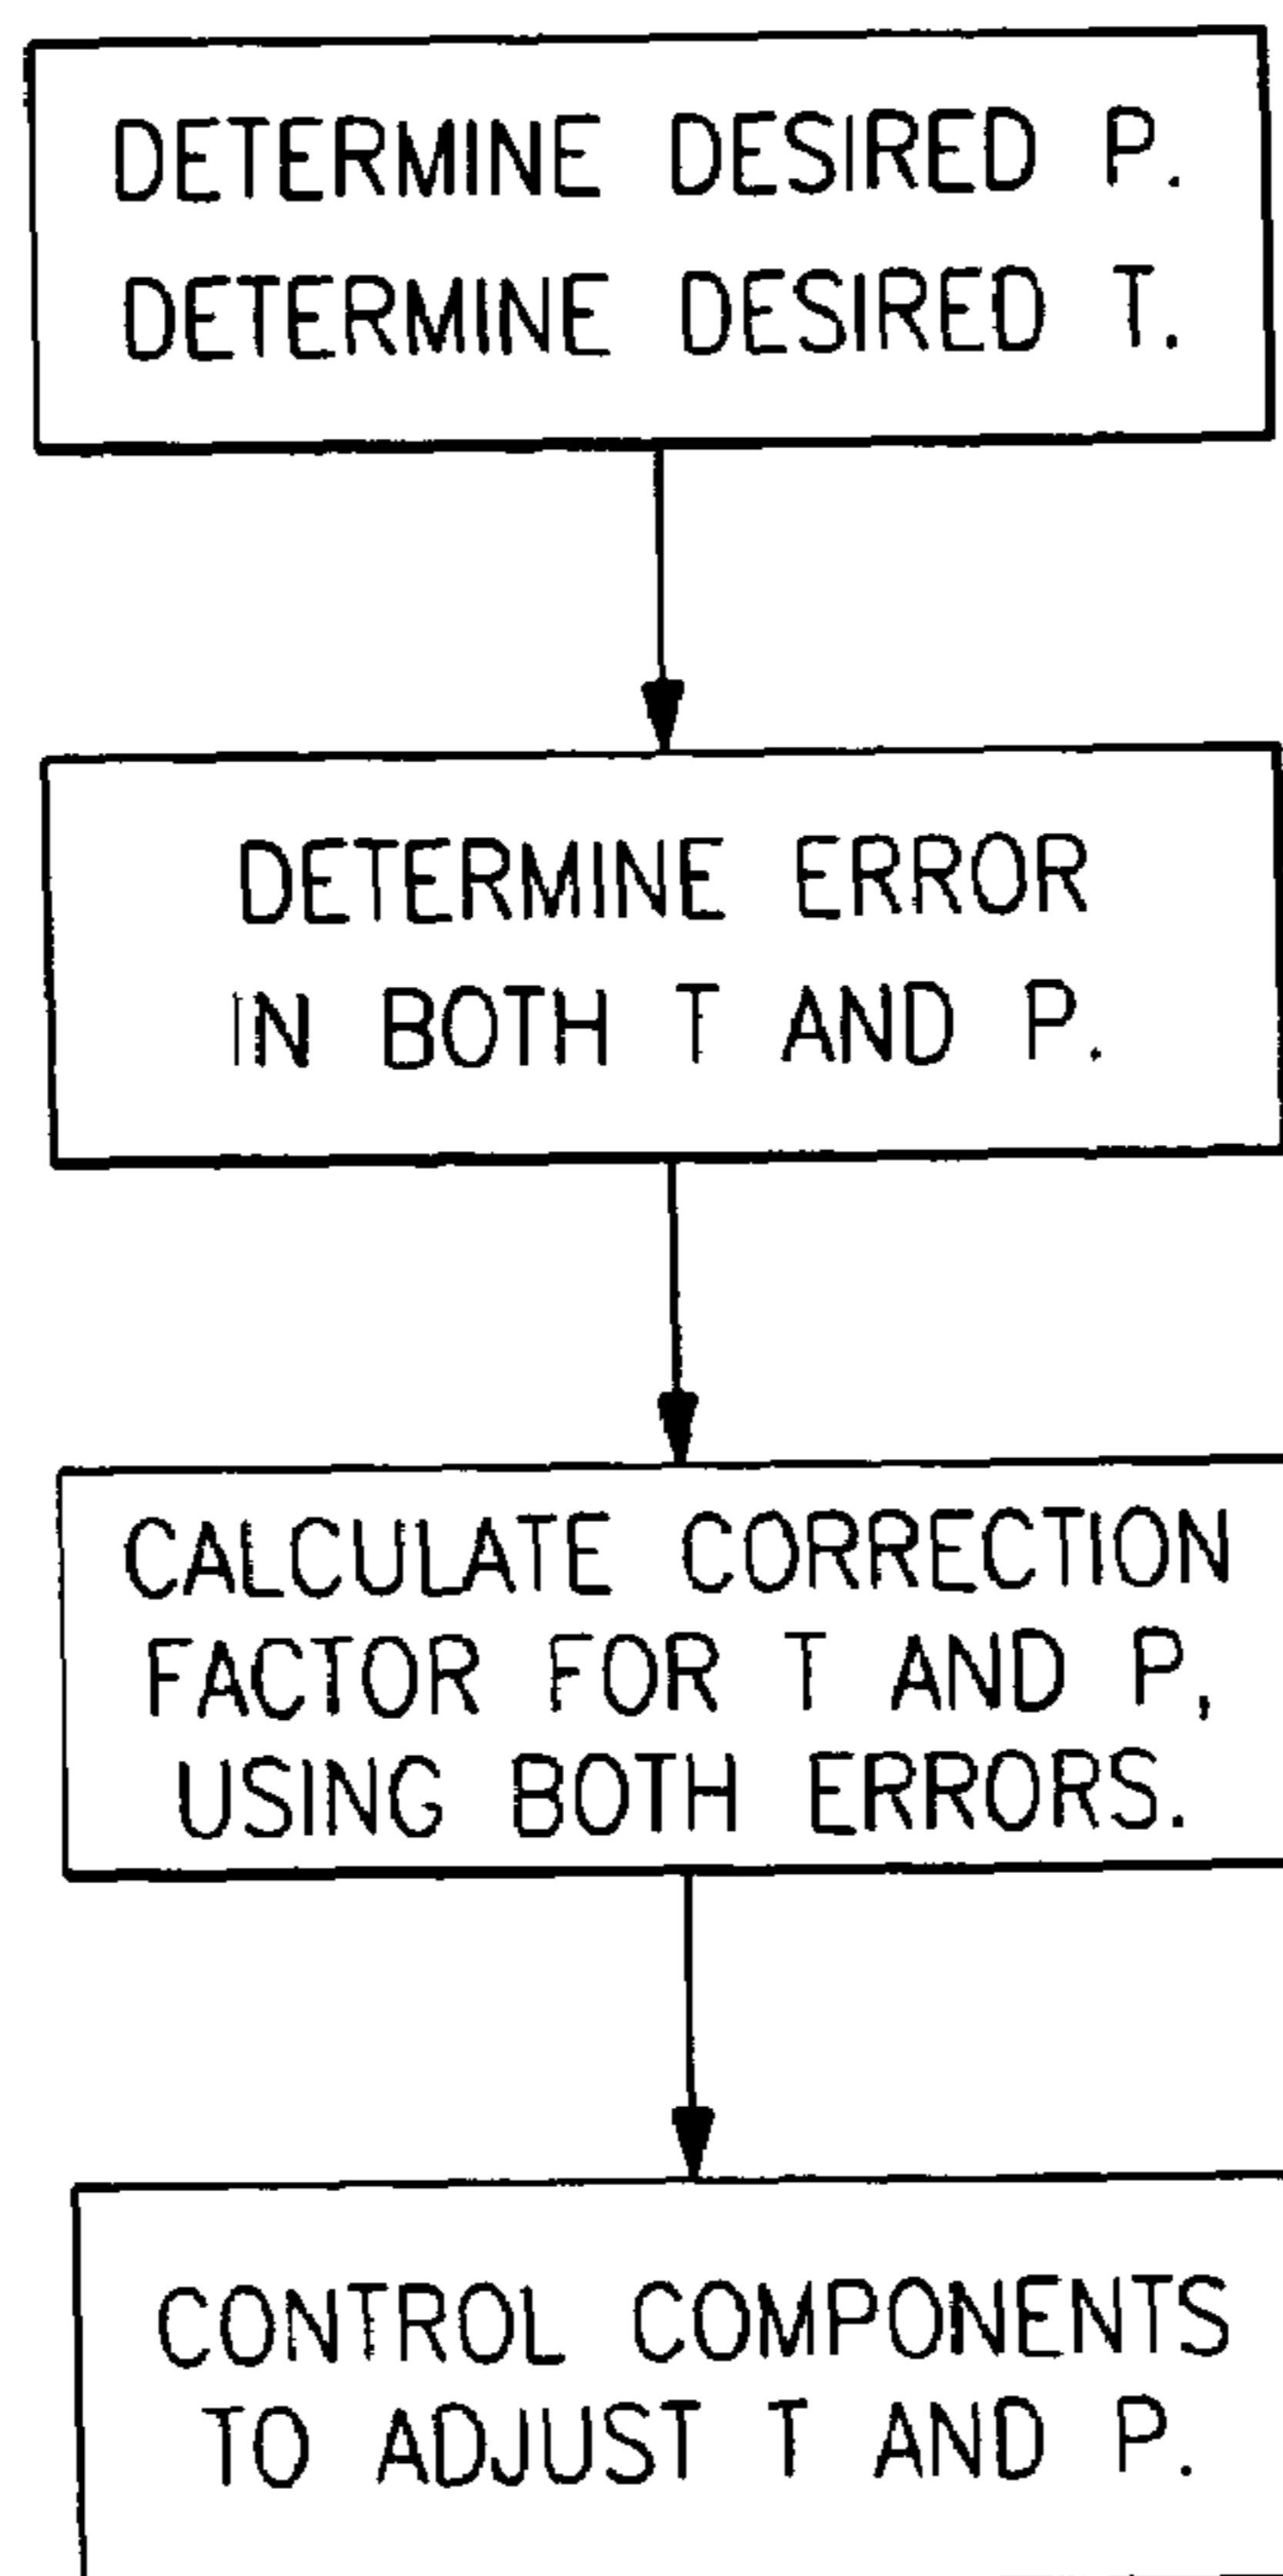 DETERMINE DESIRED P.
DETERMINE DESIRED T.
DETERMINE ERROR
IN BOTH T AND P.
CALCULATE CORRECTION
FACTOR FOR T AND P,
USING BOTH ERRORS.
CONTROL COMPONENTS
TO ADJUST T AND P.